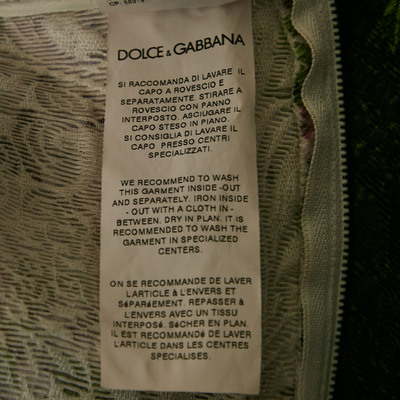 DOLCE & GABBANA
SI RACCOMANDA DI LAVARE IL
CAPO A ROVESCIO E
SEPARATAMENTE. STIRARE A
ROVESCIO CON PANNO
INTERPOSTO. ASCIUGARE IL
CAPO STESO IN PIANO.
SI CONSIGLIA DI LAVARE IL
CAPO PRESSO CENTRI
SPECIALIZZATI.
WE RECOMMEND TO WASH
THIS GARMENT INSIDE -OUT
AND SEPARATELY. IRON INSIDE
- OUT WITH A CLOTH IN -
BETWEEN. DRY IN PLAN. IT IS
RECOMMENDED TO WASH THE
GARMENT IN SPECIALIZED
CENTERS.
ON SE RECOMMANDE DE LAVER
L'ARTICLE à L'ENVERS ET
SéPARéMENT. REPASSER à
L'ENVERS AVEC UN TISSU
INTERPOSé. SéCHER EN PLAN.
IL EST RECOMMANDé DE LAVER
L'ARTICLE DANS LES CENTRES
SPECIALISES.